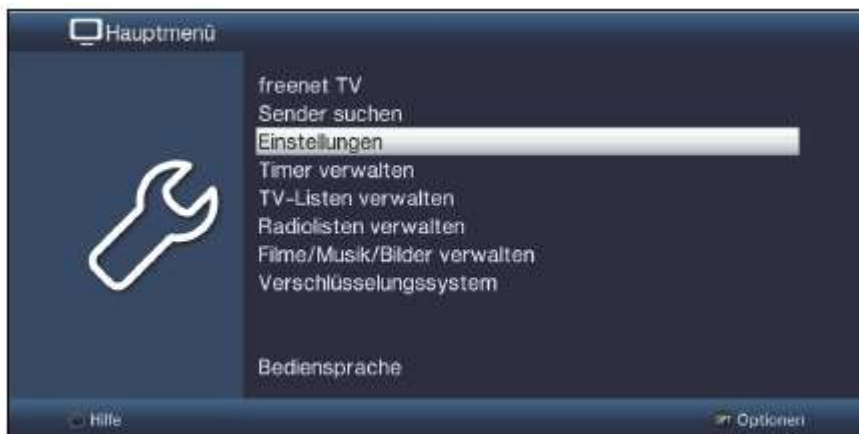 Hauptmenü
freenet TV
Sender suchen
Einstellungen
Timer verwalten
TV-Listen verwalten
Radiolisten verwalten
Filme/Musik/Bilder verwalten
Verschlüsselungssystem
Bediensprache
Hilfe
Optionen